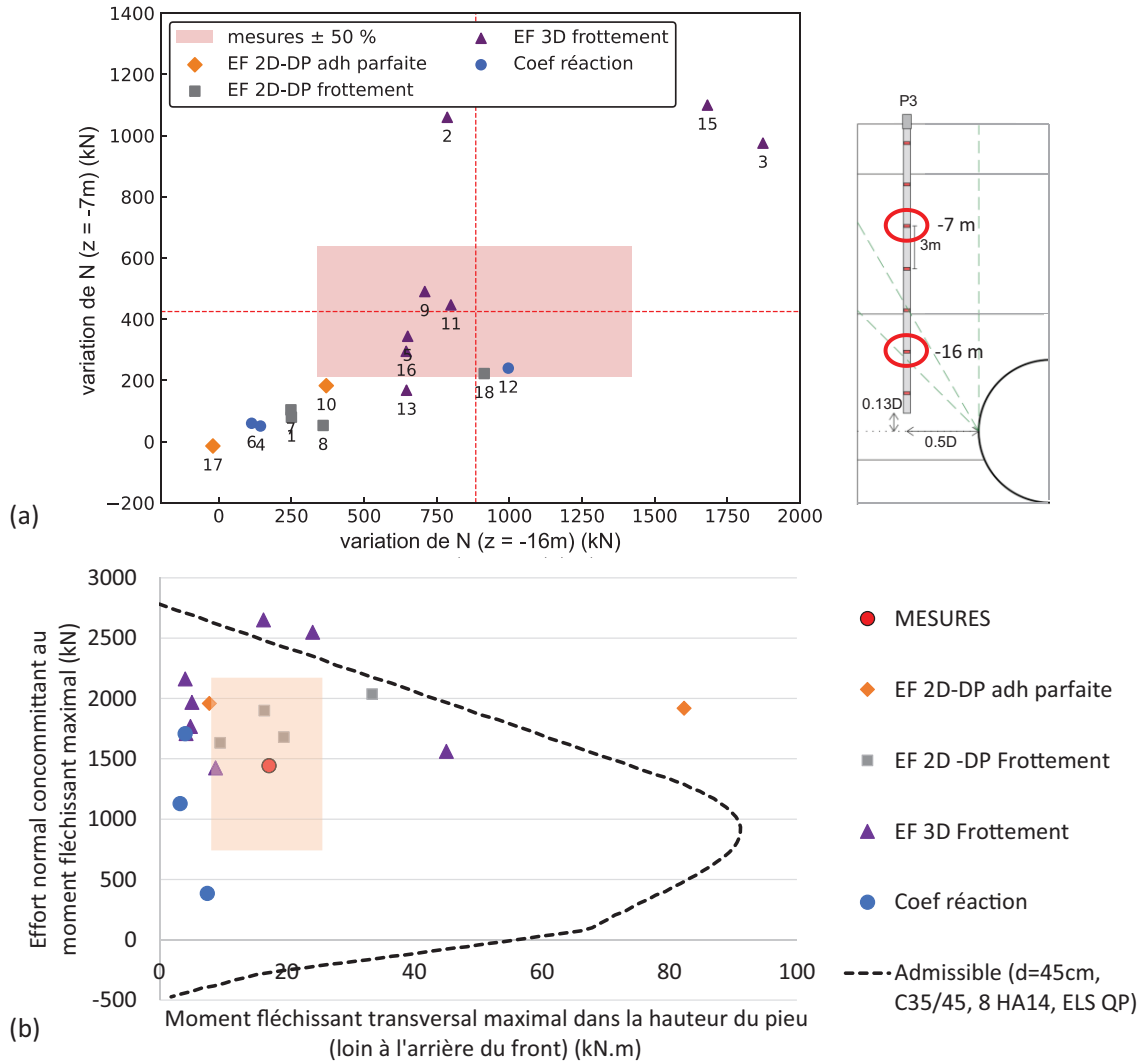 1400
1200
1000
800
600
400
200
0
−200
variation de N (z = -7m) (kN)
mesures ± 50 %
EF 2D-DP adh parfaite
EF 2D-DP frottement
EF 3D frottement
Coef réaction
2
15
3
9
11
5
16
13
18
12
10
7
1
8
6
4
17
0 250 500 750 1000 1250 1500 1750 2000
variation de N (z = -16m) (kN)
(a)
P3
-7 m
3m
-16 m
0.13D
0.5D
3000
2500
2000
1500
1000
500
0
-500
Effort normal concommittant au
moment fléchissant maximal (kN)
0 20 40 60 80 100
Moment fléchissant transversal maximal dans la hauteur du pieu
(loin à l'arrière du front) (kN.m)
(b)
MESURES
EF 2D-DP adh parfaite
EF 2D -DP Frottement
EF 3D Frottement
Coef réaction
Admissible (d=45cm,
C35/45, 8 HA14, ELS QP)